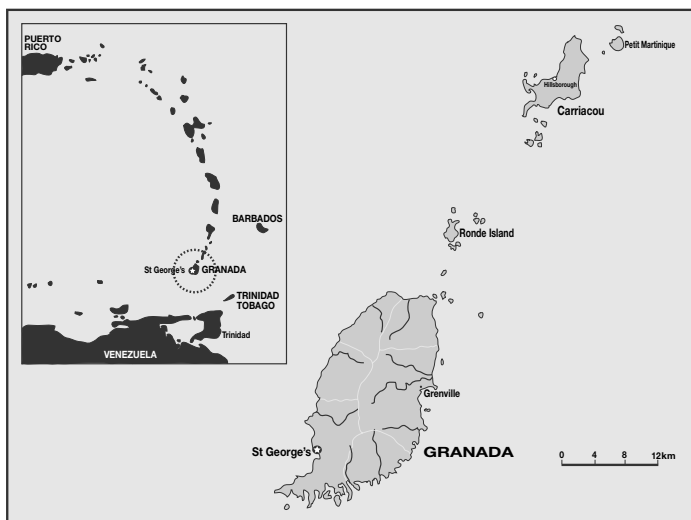 PUERTO
RICO
BARBADOS
St George's
GRANADA
TRINIDAD
TOBAGO
Trinidad
VENEZUELA
Petit Martinique
Hillsborough
Carriacou
Ronde Island
Grenville
St George's
GRANADA
0 4 8 12km